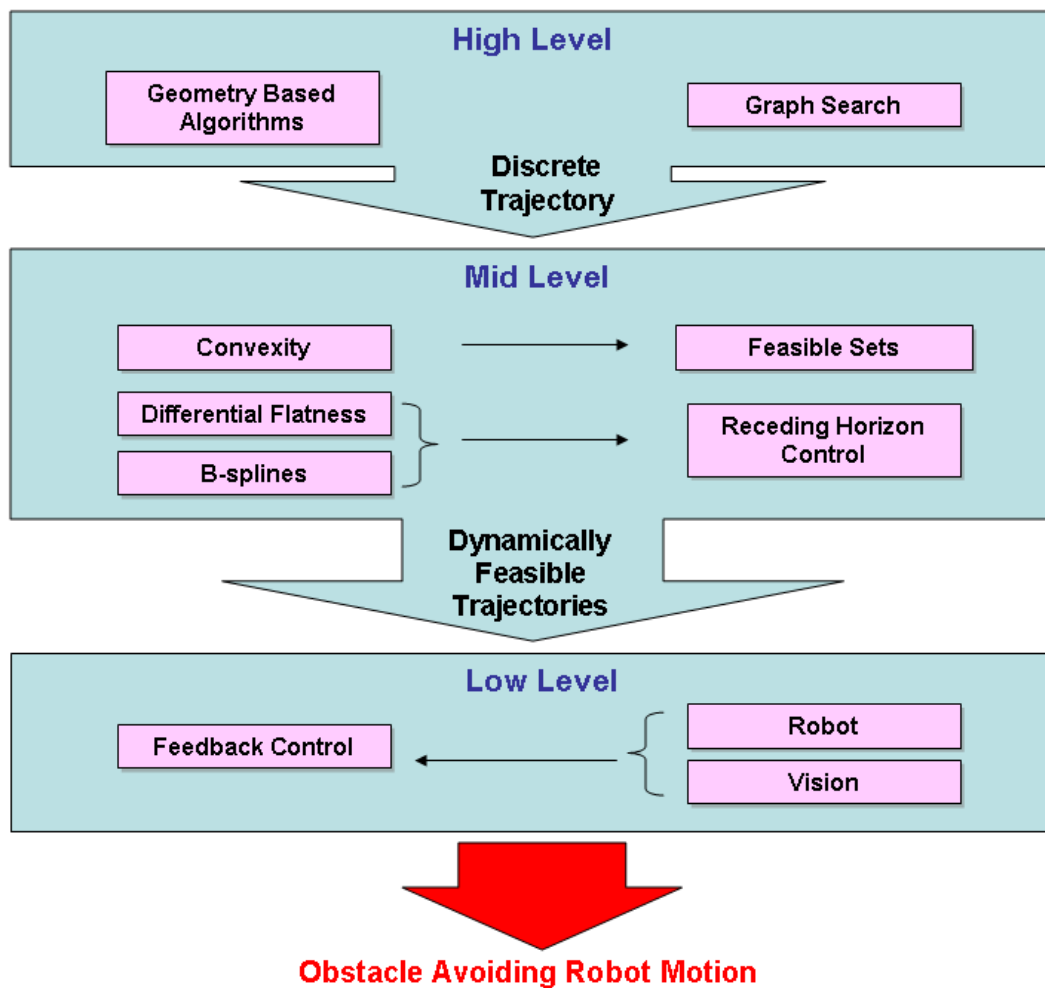 High Level
Geometry Based
Algorithms
Graph Search
Discrete
Trajectory
Mid Level
Convexity
Feasible Sets
Differential Flatness
B-splines
Receding Horizon
Control
Dynamically
Feasible
Trajectories
Low Level
Feedback Control
Robot
Vision
Obstacle Avoiding Robot Motion